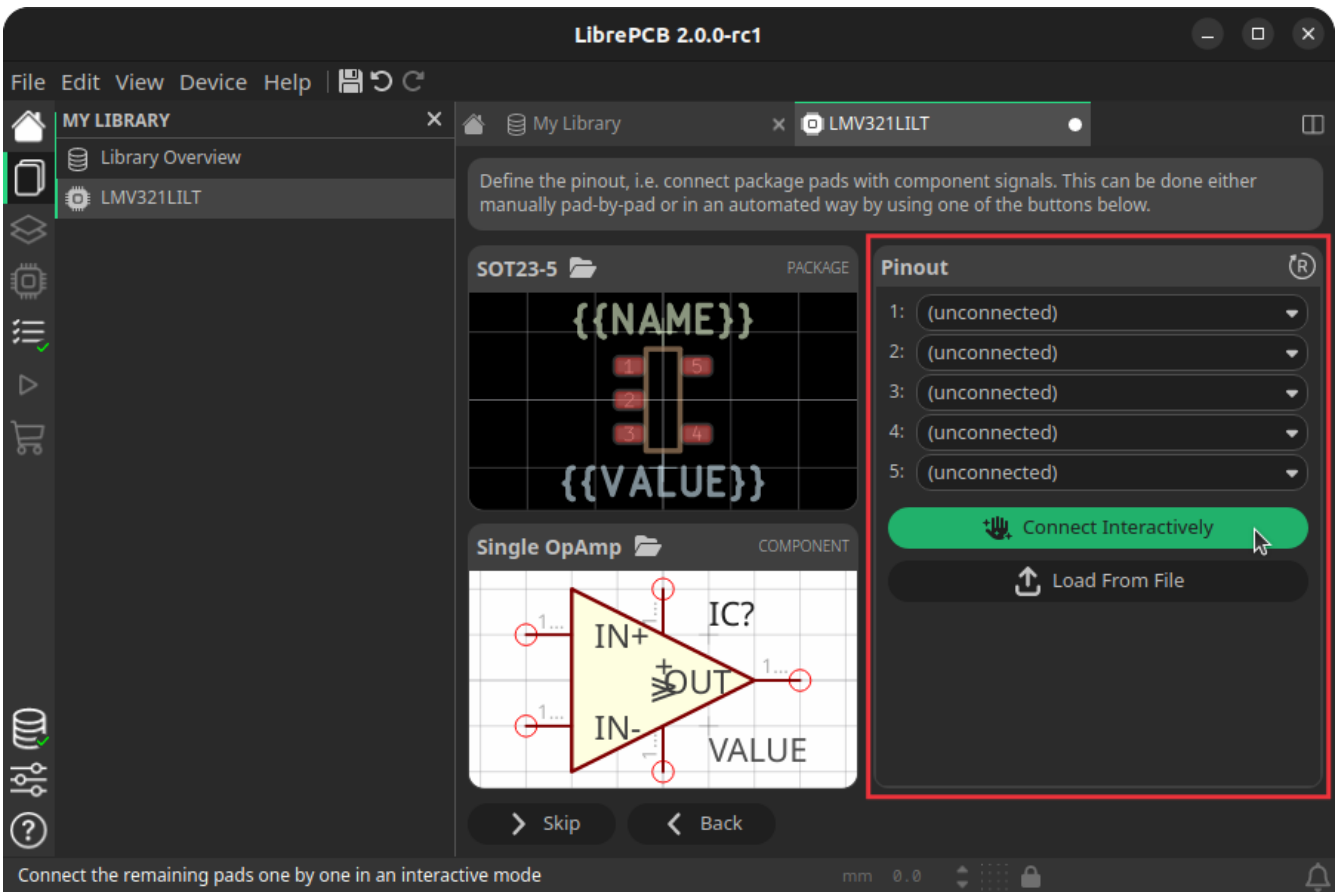 LibrePCB 2.0.0-rc1
File Edit View Device Help
MY LIBRARY
Library Overview
LMV321LILT
My Library
LMV321LILT
Define the pinout, i.e. connect package pads with component signals. This can be done either
manually pad-by-pad or in an automated way by using one of the buttons below.
SOT23-5 PACKAGE
{{NAME}}
1 5
2
3 4
{{VALUE}}
Single OpAmp COMPONENT
IC?
1...
IN+
1...
V+
V-
OUT
1...
IN-
1...
1...
VALUE
Pinout
R
1: (unconnected)
2: (unconnected)
3: (unconnected)
4: (unconnected)
5: (unconnected)
Connect Interactively
Load From File
Skip
Back
Connect the remaining pads one by one in an interactive mode
mm 0.0